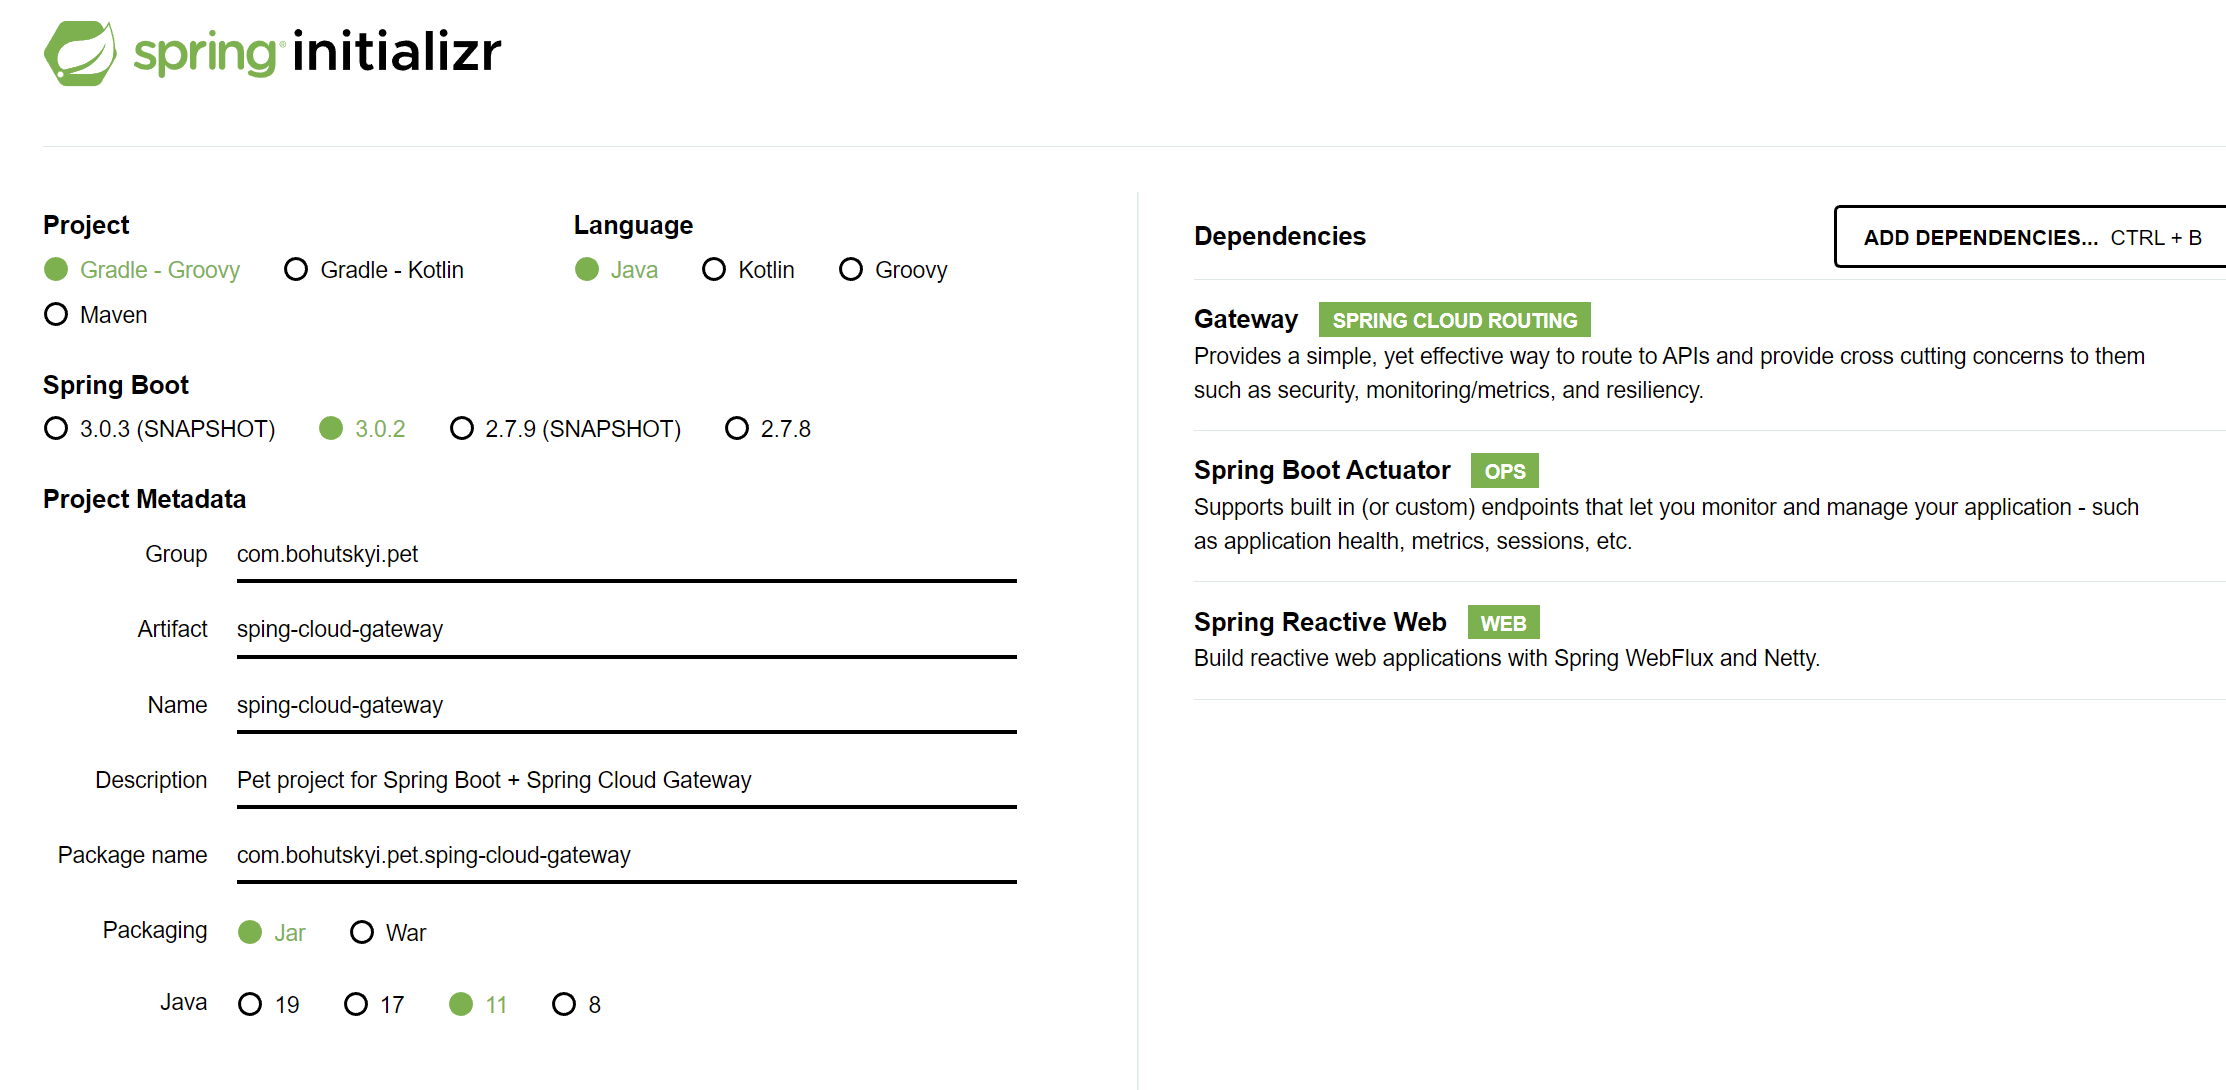 spring initializr
Project
Gradle - Groovy Gradle - Kotlin
Maven
Language
Java Kotlin Groovy
Spring Boot
3.0.3 (SNAPSHOT) 3.0.2 2.7.9 (SNAPSHOT) 2.7.8
Project Metadata
Group com.bohutskyi.pet
Artifact sping-cloud-gateway
Name sping-cloud-gateway
Description Pet project for Spring Boot + Spring Cloud Gateway
Package name com.bohutskyi.pet.sping-cloud-gateway
Packaging Jar War
Java 19 17 11 8
Dependencies
ADD DEPENDENCIES... CTRL + B
Gateway SPRING CLOUD ROUTING
Provides a simple, yet effective way to route to APIs and provide cross cutting concerns to them
such as security, monitoring/metrics, and resiliency.
Spring Boot Actuator OPS
Supports built in (or custom) endpoints that let you monitor and manage your application - such
as application health, metrics, sessions, etc.
Spring Reactive Web WEB
Build reactive web applications with Spring WebFlux and Netty.